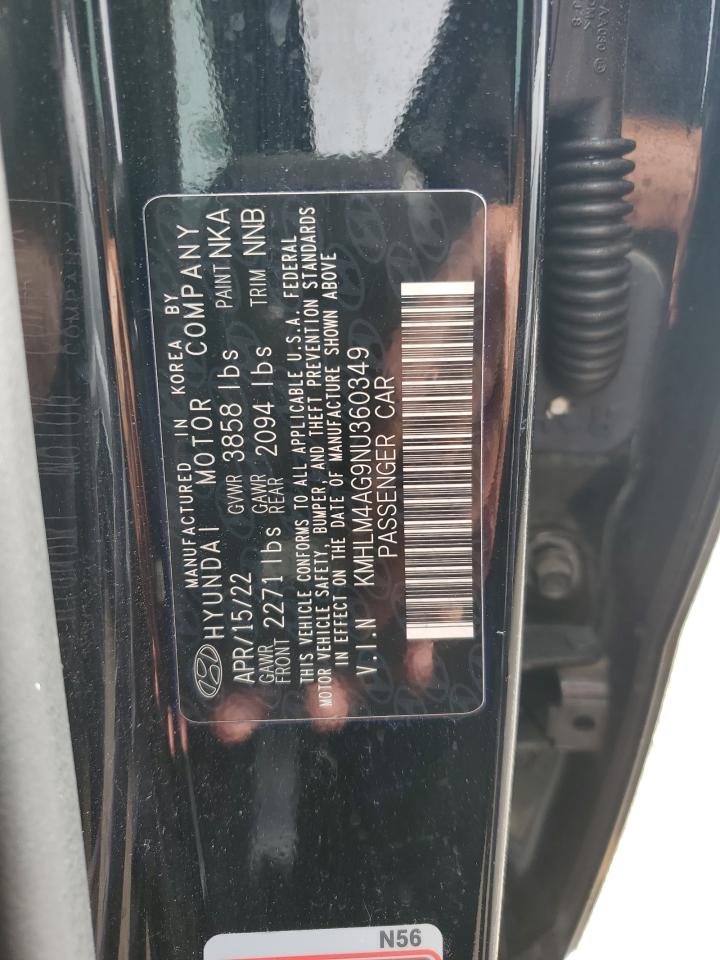 MANUFACTURED IN KOREA BY
HYUNDAI MOTOR COMPANY
APR/15/22 GVWR 3858 lbs PAINT NKA
GAWR FRONT 2271 lbs GAWR REAR 2094 lbs TRIM NNB
THIS VEHICLE CONFORMS TO ALL APPLICABLE U.S.A. FEDERAL
MOTOR VEHICLE SAFETY, BUMPER, AND THEFT PREVENTION STANDARDS
IN EFFECT ON THE DATE OF MANUFACTURE SHOWN ABOVE
V.I.N KMHLM4AG9NU360349
PASSENGER CAR
N56